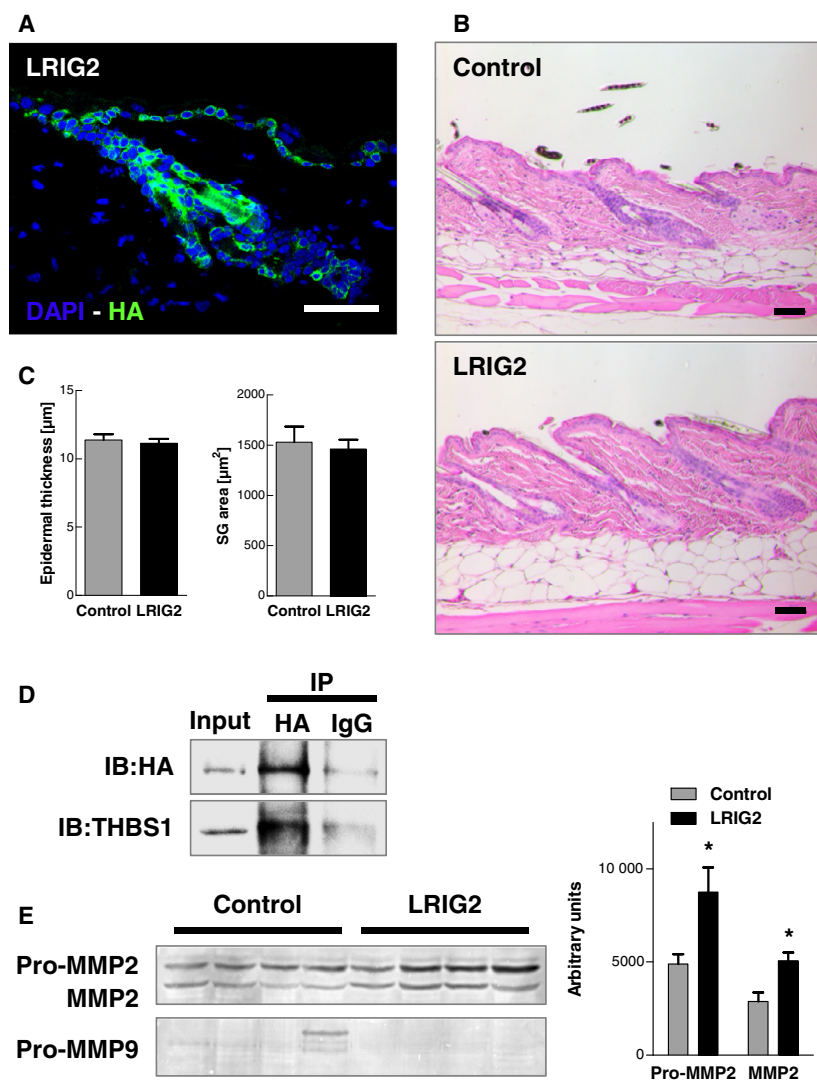 A
LRIG2
DAPI - HA
B
Control
LRIG2
C
Epidermal thickness [µm]
15
10
5
0
Control LRIG2
SG area [µm²]
2000
1500
1000
500
0
Control LRIG2
D
IP
Input HA IgG
IB:HA
IB:THBS1
E
Control LRIG2
Pro-MMP2
MMP2
Pro-MMP9
Control
LRIG2
Arbitrary units
10 000
5000
0
* *
Pro-MMP2 MMP2